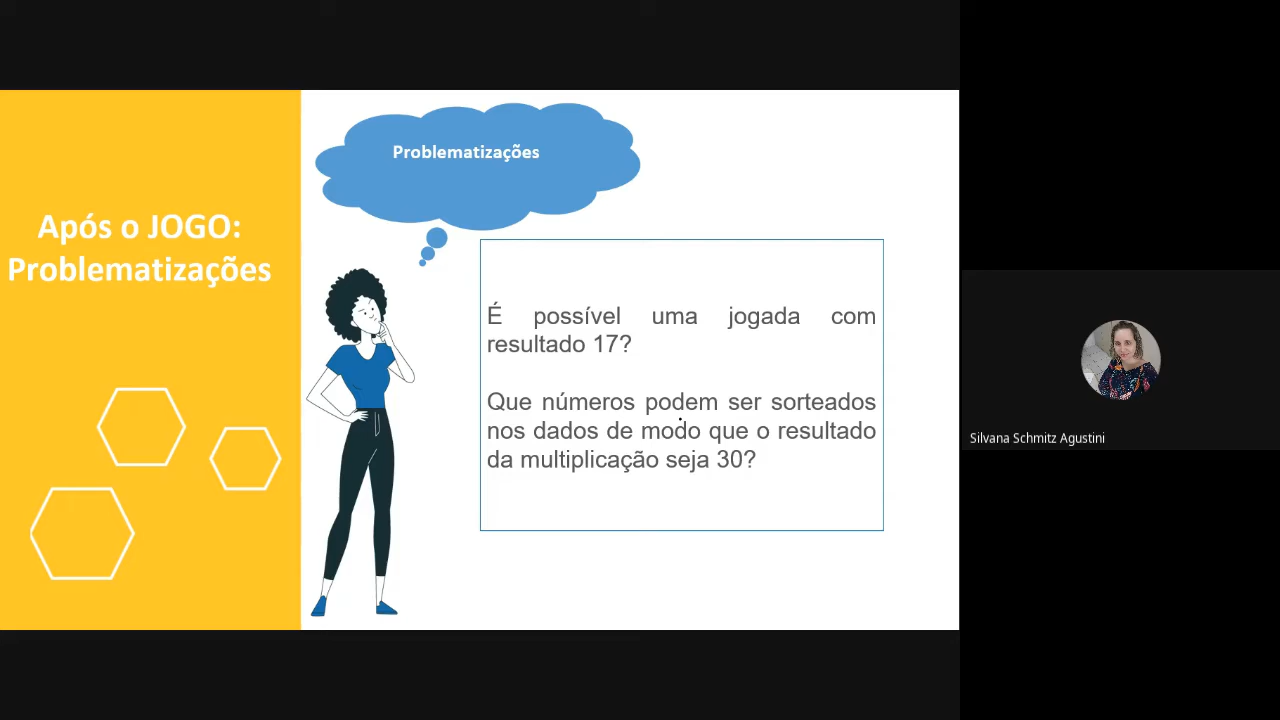 Após o JOGO:
Problematizações
Problematizações
É possível uma jogada com
resultado 17?
Que números podem ser sorteados
nos dados de modo que o resultado
da multiplicação seja 30?
Silvana Schmitz Agustini